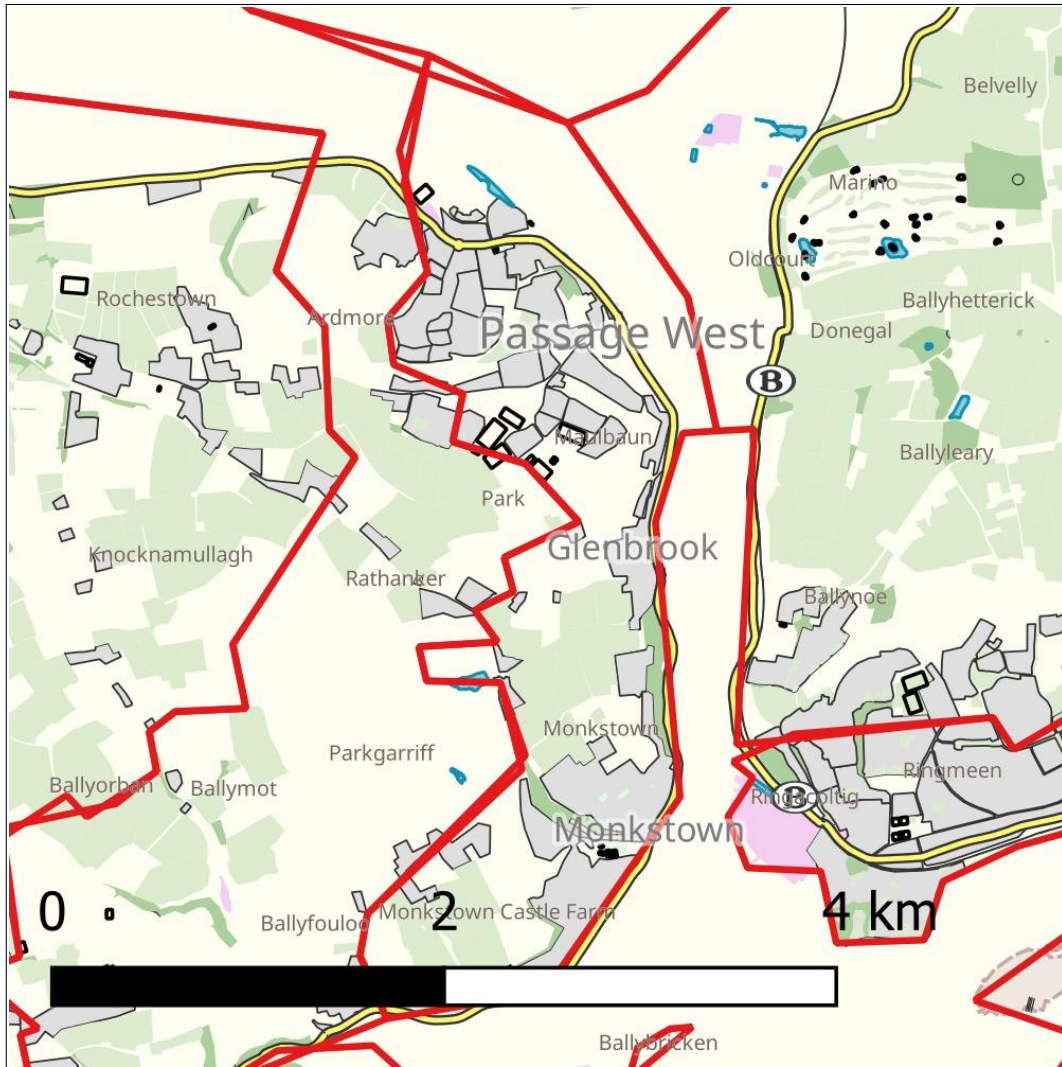 Belvelly
Marino
Oldcourt
Rochestown
Ardmore
Ballyhetterick
Passage West
Donegal
B
Maulbaun
Ballyleary
Park
Glenbrook
Knocknamullagh
Rathanker
Ballynoe
Monkstown
Parkgarriff
Ringmeen
Ballyorban
Ballymot
Ringacoltig
B
Monkstown
0
2
4 km
Monkstown Castle Farm
Ballyfouloo
Ballybricken